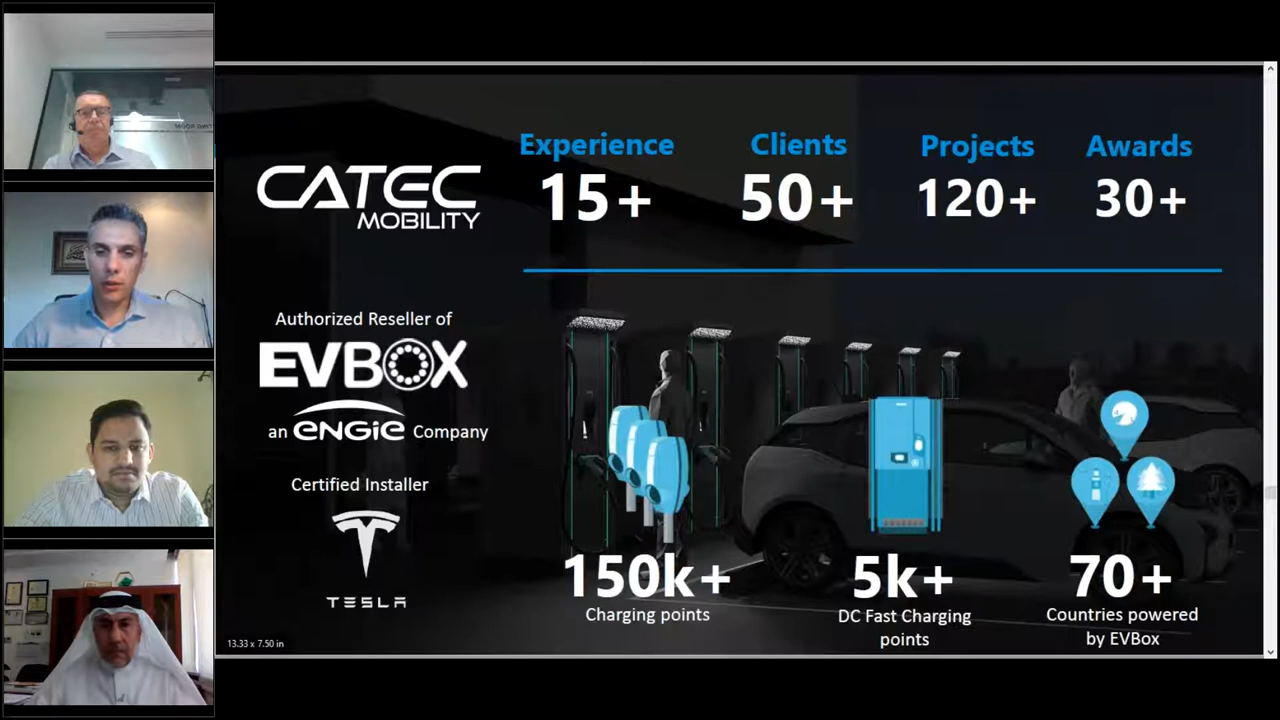 CATEC
MOBILITY
Experience
15+
Clients
50+
Projects
120+
Awards
30+
Authorized Reseller of
EVBOX
an ENGIE Company
Certified Installer
TESLA
150k+
Charging points
5k+
DC Fast Charging
points
70+
Countries powered
by EVBox
13.33 x 7.50 in